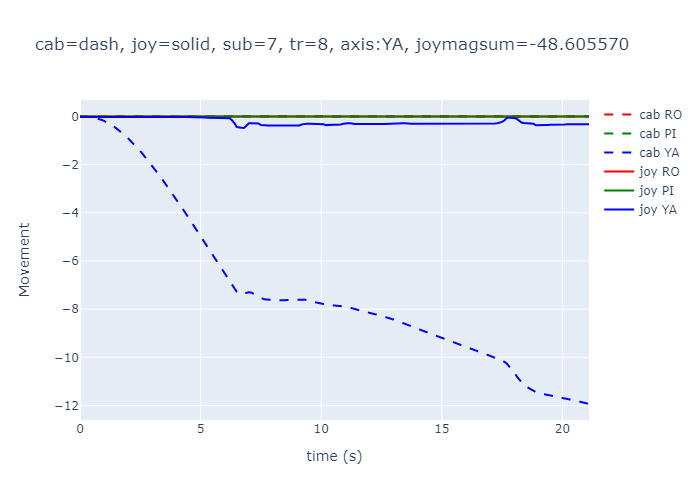 cab=dash, joy=solid, sub=7, tr=8, axis:YA, joymagsum=-48.605570
cab RO
cab PI
cab YA
joy RO
joy PI
joy YA
Movement
0
−2
−4
−6
−8
−10
−12
0 5 10 15 20
time (s)